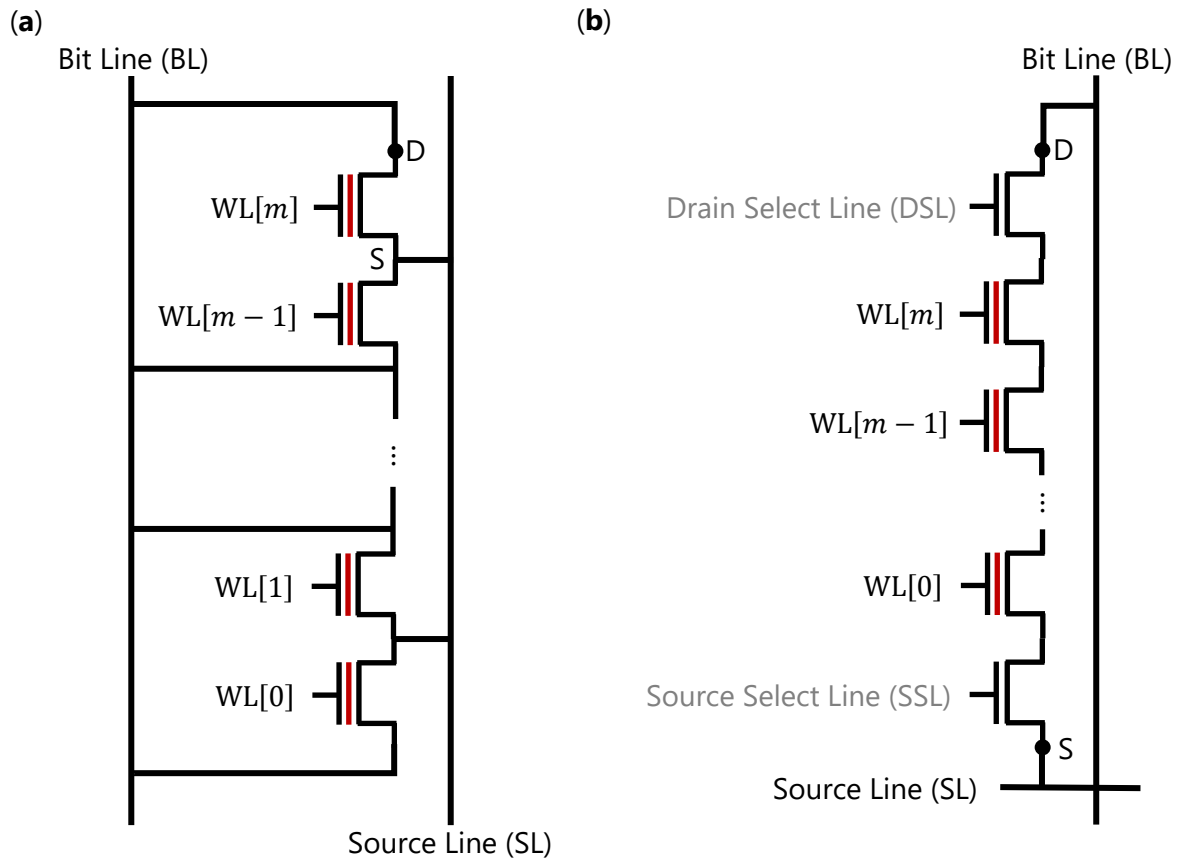 (a)
Bit Line (BL)
D
WL[m]
S
WL[m − 1]
⋮
WL[1]
WL[0]
Source Line (SL)
(b)
Bit Line (BL)
D
Drain Select Line (DSL)
WL[m]
WL[m − 1]
⋮
WL[0]
Source Select Line (SSL)
S
Source Line (SL)